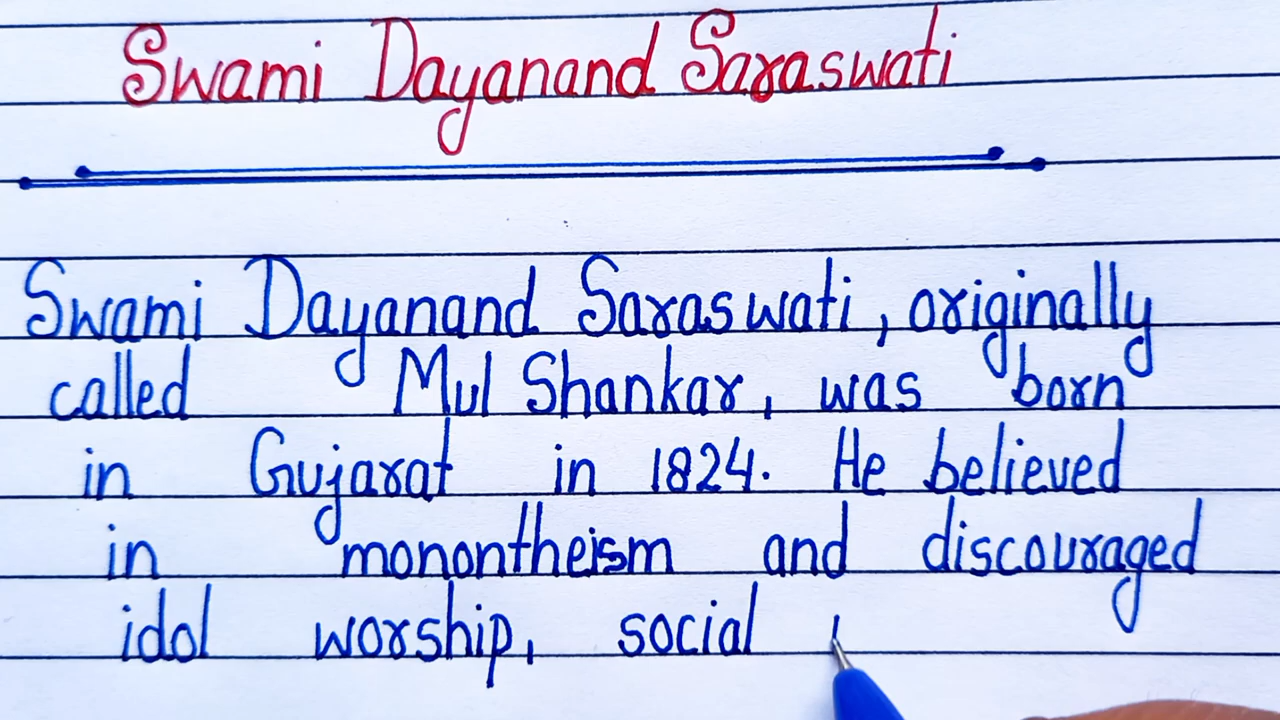 Swami Dayanand Saraswati
Swami Dayanand Saraswati, originally
called Mul Shankar, was born
in Gujarat in 1824. He believed
in monontheism and discouraged
idol worship, social